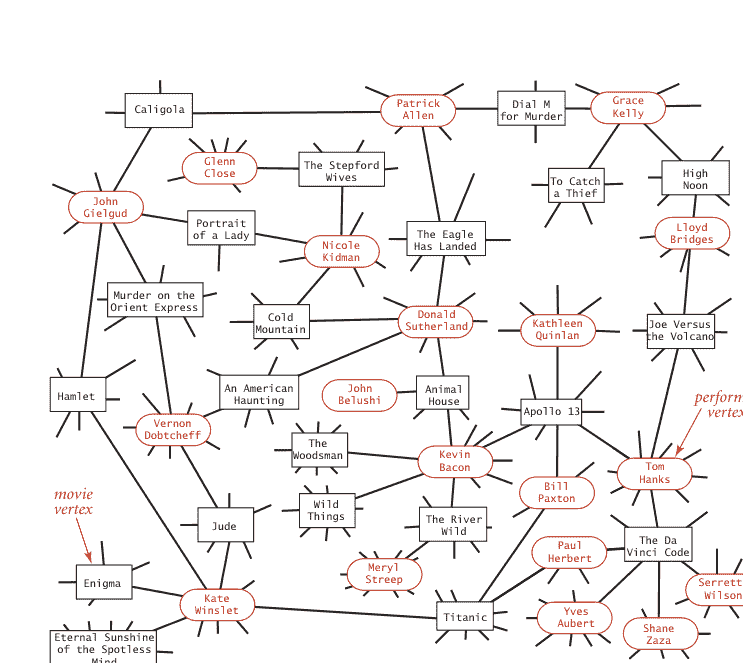 Caligola
Patrick
Allen
Dial M
for Murder
Grace
Kelly
Glenn
Close
The Stepford
Wives
To Catch
a Thief
High
Noon
John
Gielgud
Portrait
of a Lady
Nicole
Kidman
The Eagle
Has Landed
Lloyd
Bridges
Murder on the
Orient Express
Cold
Mountain
Donald
Sutherland
Kathleen
Quinlan
Joe Versus
the Volcano
Hamlet
An American
Haunting
John
Belushi
Animal
House
Apollo 13
perform
vertex
Vernon
Dobtcheff
The
Woodsman
Kevin
Bacon
Tom
Hanks
movie
vertex
Wild
Things
Bill
Paxton
Jude
The River
Wild
Paul
Herbert
The Da
Vinci Code
Enigma
Meryl
Streep
Serrett
Wilson
Kate
Winslet
Titanic
Yves
Aubert
Shane
Zaza
Eternal Sunshine
of the Spotless
Mind